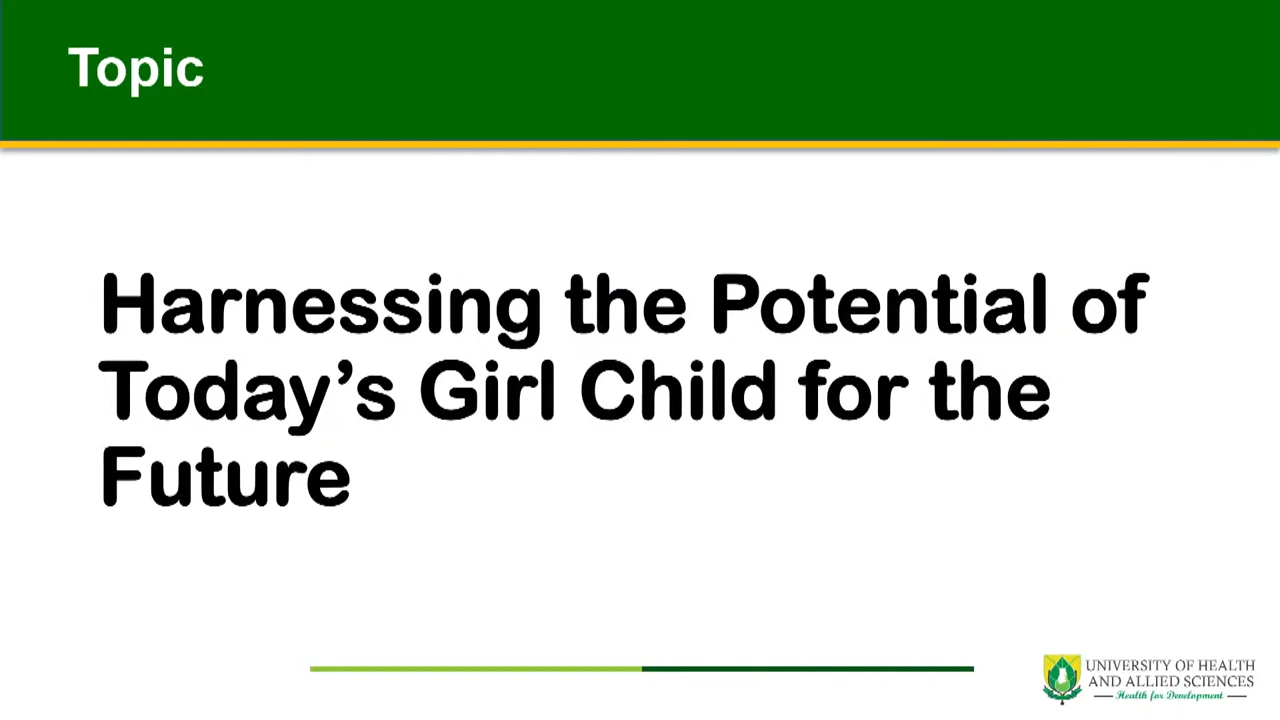 Topic
Harnessing the Potential of
Today’s Girl Child for the
Future
UNIVERSITY OF HEALTH
AND ALLIED SCIENCES
Health for Development